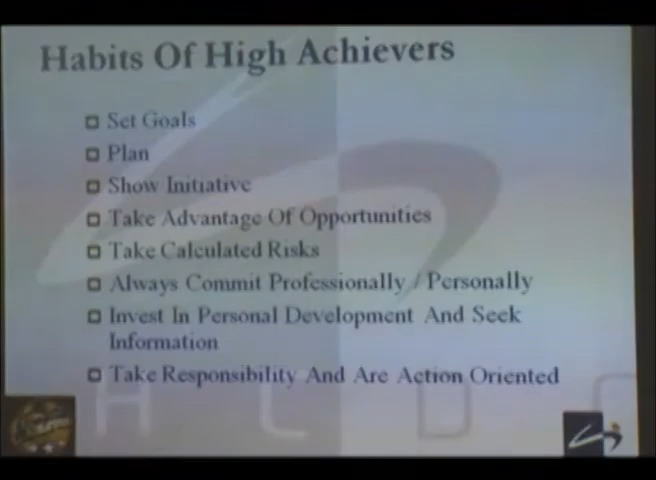 Habits Of High Achievers
Set Goals
Plan
Show Initiative
Take Advantage Of Opportunities
Take Calculated Risks
Always Commit Professionally / Personally
Invest In Personal Development And Seek
Information
Take Responsibility And Are Action Oriented
H C D C